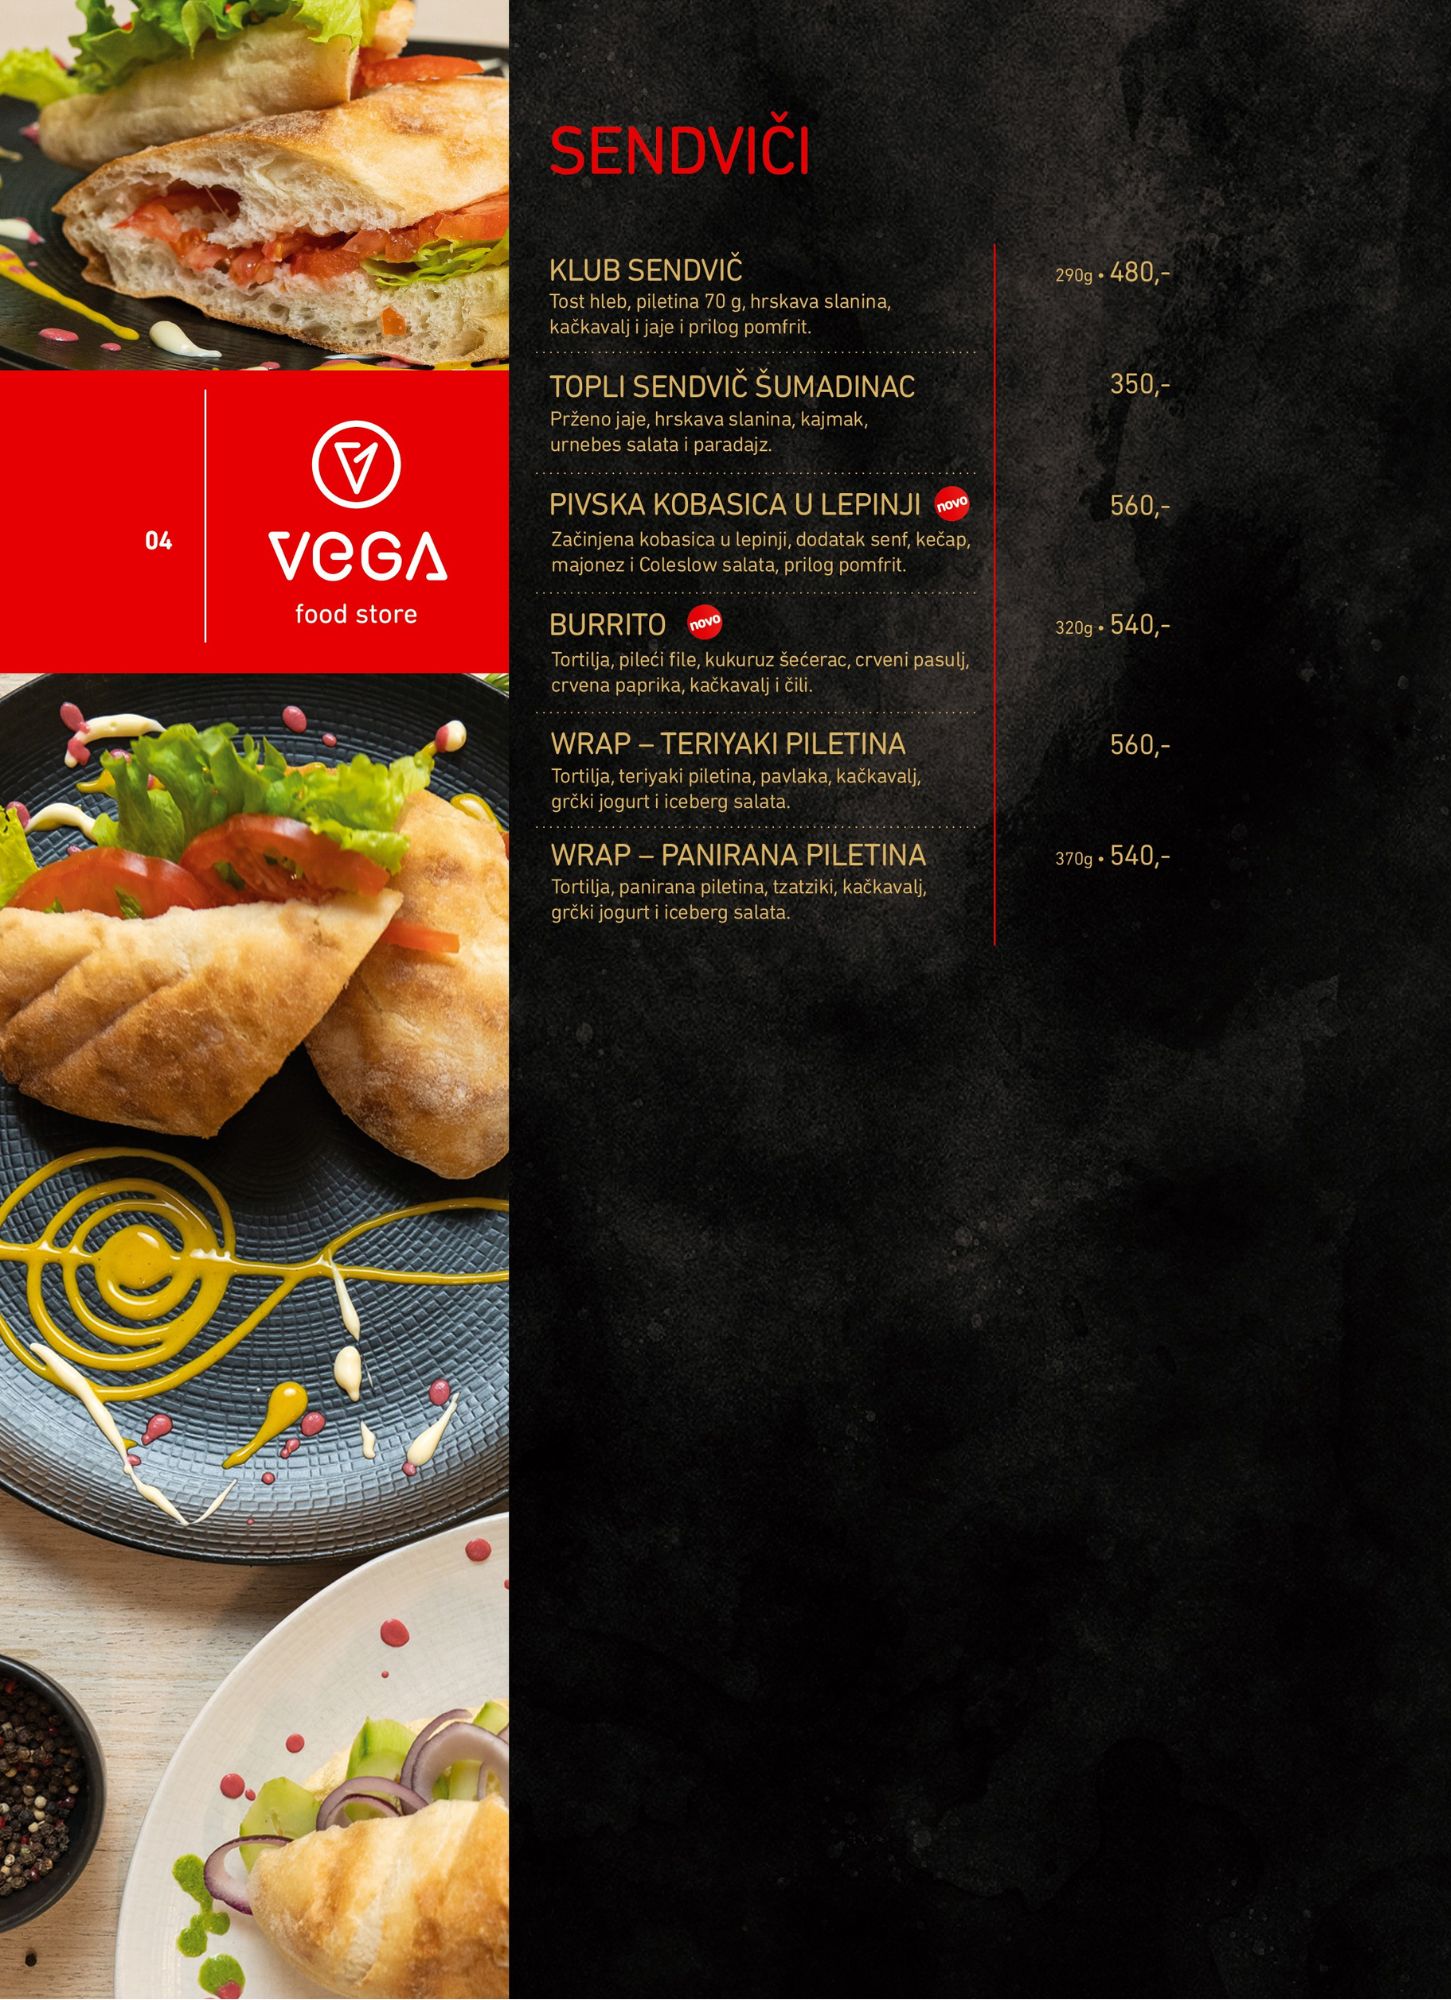 SENDVIČI
KLUB SENDVIČ
290g • 480,-
Tost hleb, piletina 70 g, hrskava slanina,
kačkavalj i jaje i prilog pomfrit.
TOPLI SENDVIČ ŠUMADINAC
350,-
Prženo jaje, hrskava slanina, kajmak,
urnebes salata i paradajz.
PIVSKA KOBASICA U LEPINJI novo
560,-
Začinjena kobasica u lepinji, dodatak senf, kečap,
majonez i Coleslow salata, prilog pomfrit.
BURRITO novo
320g • 540,-
Tortilja, pileći file, kukuruz šećerac, crveni pasulj,
crvena paprika, kačkavalj i čili.
WRAP – TERIYAKI PILETINA
560,-
Tortilja, teriyaki piletina, pavlaka, kačkavalj,
grčki jogurt i iceberg salata.
WRAP – PANIRANA PILETINA
370g • 540,-
Tortilja, panirana piletina, tzatziki, kačkavalj,
grčki jogurt i iceberg salata.
04
VEGA
food store